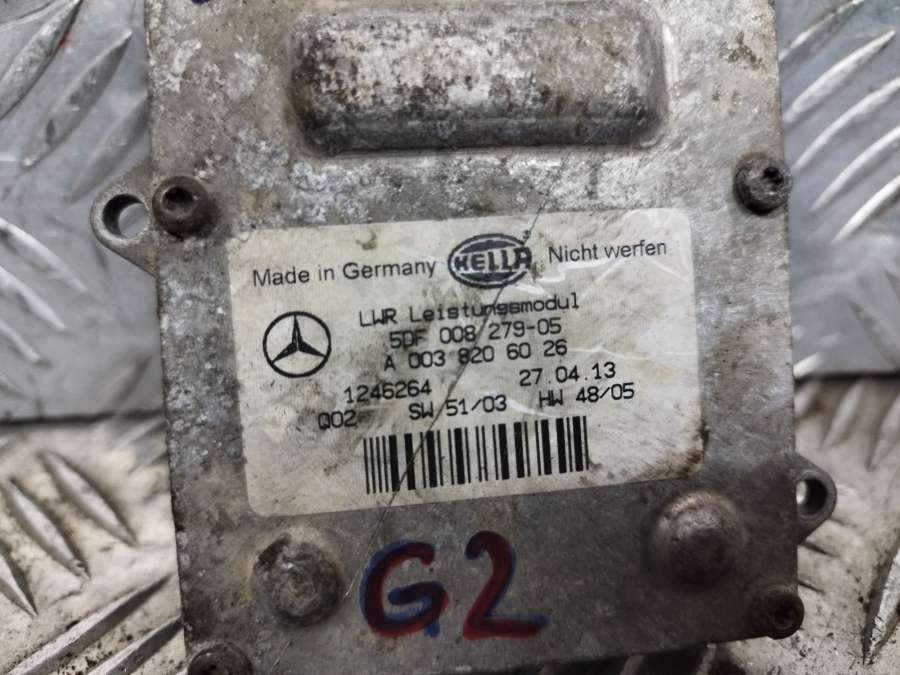 Made in Germany HELLA Nicht werfen
LWR Leistungsmodul
5DF 008 279-05
A 003 820 60 26
1246264 27.04.13
Q02 SW 51/03 HW 48/05
G2